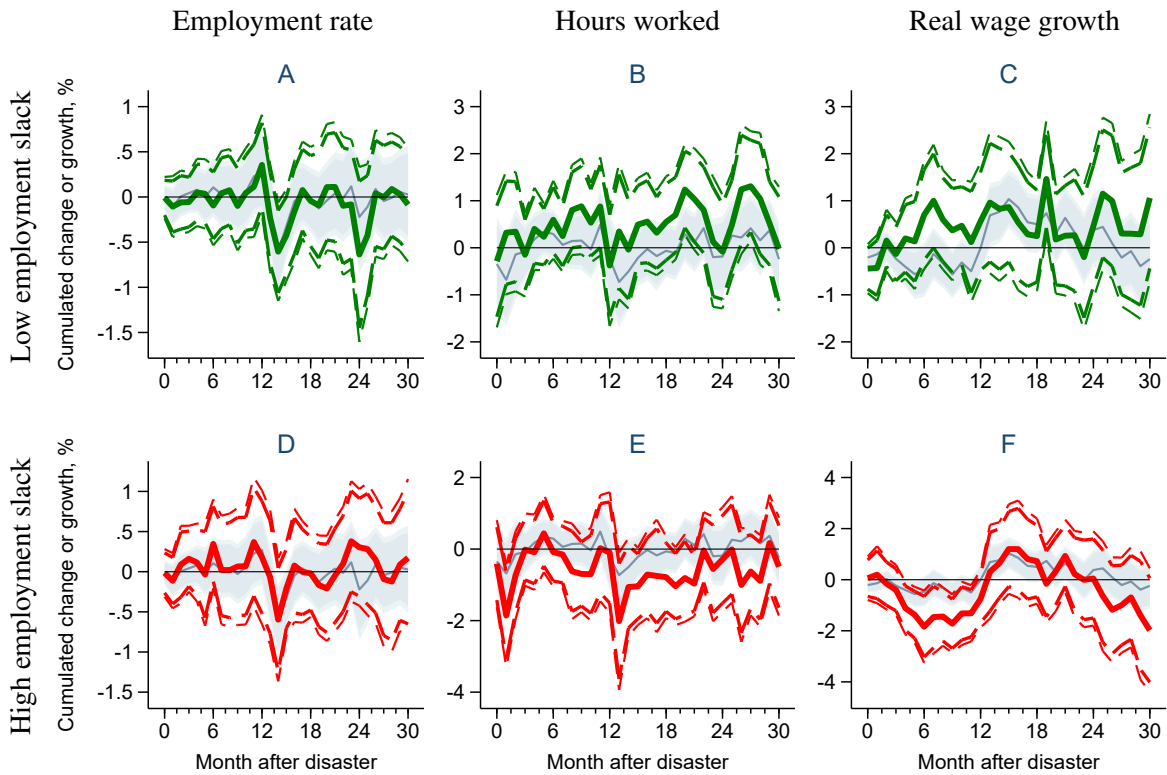 Employment rate Hours worked Real wage growth
Low employment slack
A
Cumulated change or growth, %
1
.5
0
-.5
-1
-1.5
0 6 12 18 24 30
B
3
2
1
0
-1
-2
0 6 12 18 24 30
C
3
2
1
0
-1
-2
0 6 12 18 24 30
High employment slack
D
Cumulated change or growth, %
1
.5
0
-.5
-1
-1.5
0 6 12 18 24 30
Month after disaster
E
2
0
-2
-4
0 6 12 18 24 30
Month after disaster
F
4
2
0
-2
-4
0 6 12 18 24 30
Month after disaster